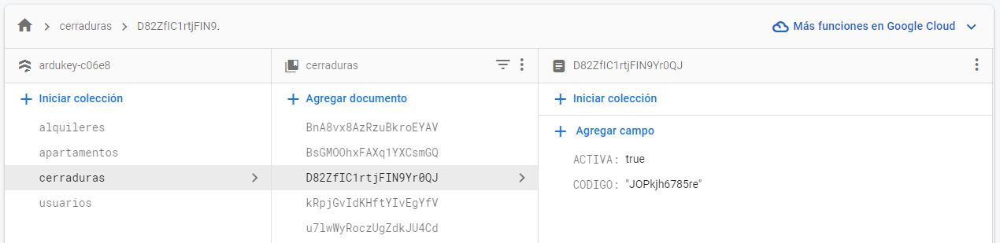 cerraduras D82ZfIC1rtjFIN9. Más funciones en Google Cloud
ardukey-c06e8
Iniciar colección
alquileres
apartamentos
cerraduras
usuarios
cerraduras
Agregar documento
BnA8vx8AzRzuBkroEYAV
BsGMOOhxFAXq1YXCsmGQ
D82ZfIC1rtjFIN9Yr0QJ
kRpjGvIdKHftYIvEgYfV
u7lwWyRoczUgZdkJU4Cd
D82ZfIC1rtjFIN9Yr0QJ
Iniciar colección
Agregar campo
ACTIVA: true
CODIGO: "JOPkjh6785re"